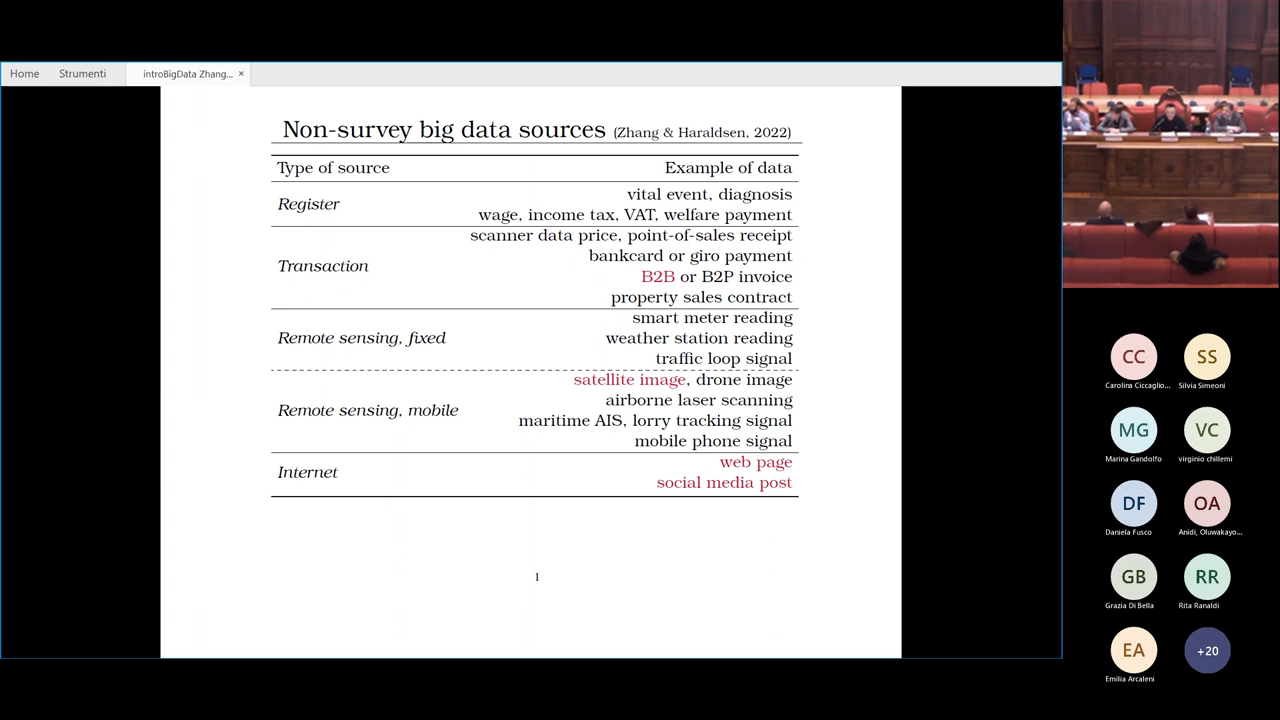 Home Strumenti introBigData Zhang... ×
Non-survey big data sources (Zhang & Haraldsen, 2022)
Type of source Example of data
Register
vital event, diagnosis
wage, income tax, VAT, welfare payment
Transaction
scanner data price, point-of-sales receipt
bankcard or giro payment
B2B or B2P invoice
property sales contract
Remote sensing, fixed
smart meter reading
weather station reading
traffic loop signal
Remote sensing, mobile
satellite image, drone image
airborne laser scanning
maritime AIS, lorry tracking signal
mobile phone signal
Internet
web page
social media post
1
CC SS
Carolina Ciccaglio... Silvia Simeoni
MG VC
Marina Gandolfo virginio chillemi
DF OA
Daniela Fusco Anidi, Oluwakayo...
GB RR
Grazia Di Bella Rita Ranaldi
EA +20
Emilia Arcaleni